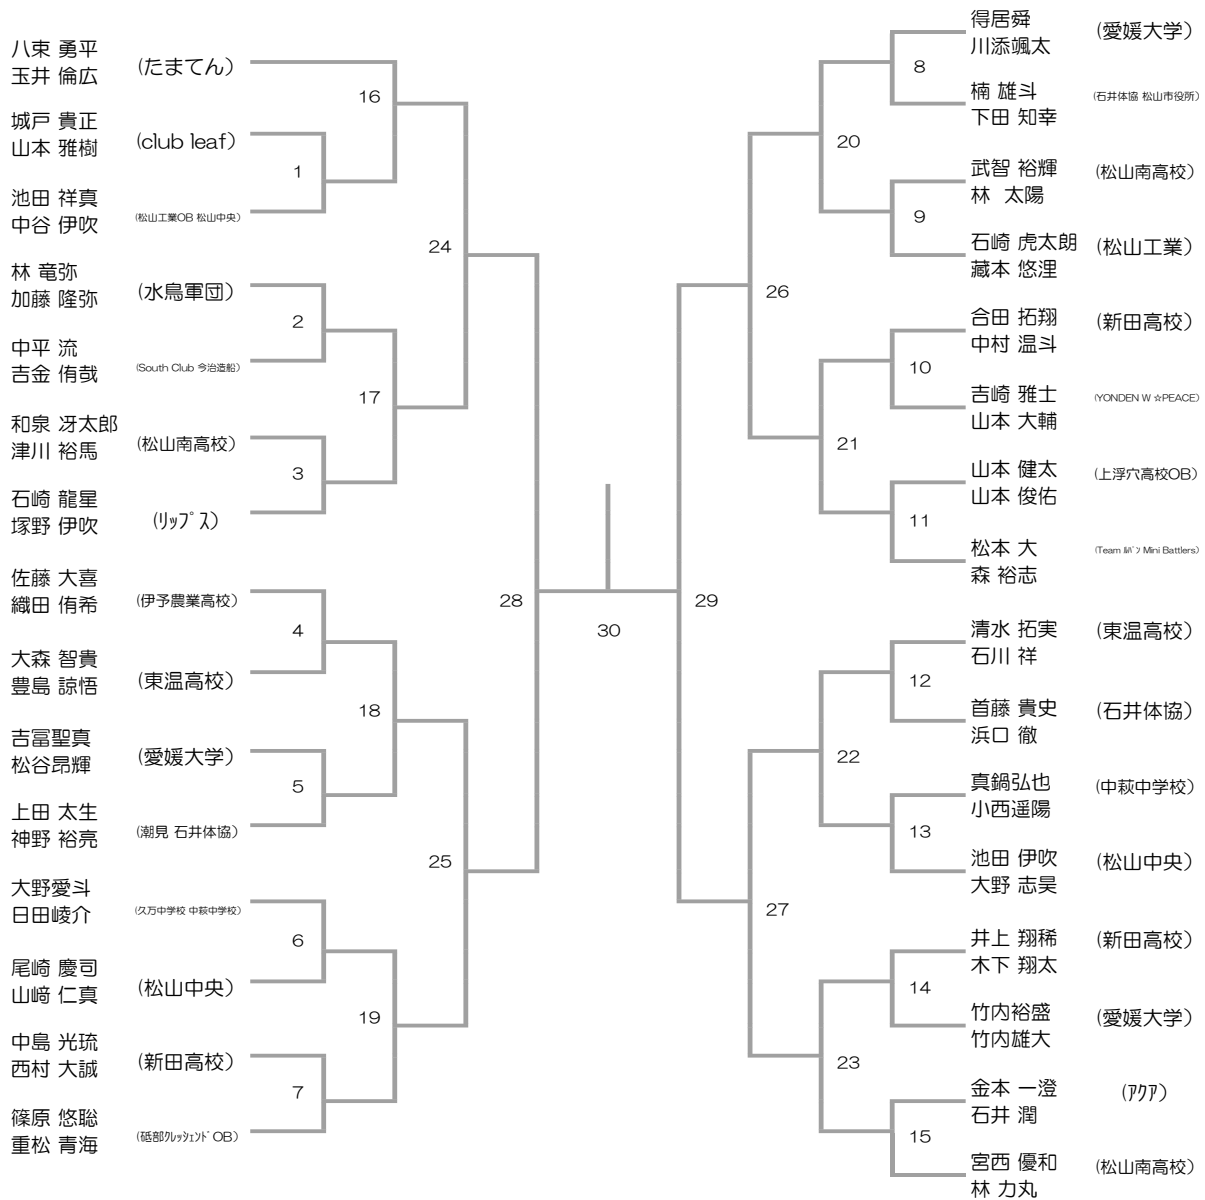 八束 勇平
玉井 倫広
(たまてん)
城戸 貴正
山本 雅樹
(club leaf)
池田 祥真
中谷 伊吹
(松山工業OB 松山中央)
林 竜弥
加藤 隆弥
(水鳥軍団)
中平 流
吉金 侑哉
(South Club 今治造船)
和泉 冴太郎
津川 裕馬
(松山南高校)
石崎 龍星
塚野 伊吹
(ﾘｯﾌﾟｽ)
佐藤 大喜
織田 侑希
(伊予農業高校)
大森 智貴
豊島 諒悟
(東温高校)
吉冨聖真
松谷昂輝
(愛媛大学)
上田 太生
神野 裕亮
(潮見 石井体協)
大野愛斗
日田崚介
(久万中学校 中萩中学校)
尾崎 慶司
山﨑 仁真
(松山中央)
中島 光琉
西村 大誠
(新田高校)
篠原 悠聡
重松 青海
(砥部ｸﾚｯｼｪﾝﾄﾞOB)
1
2
3
4
5
6
7
16
17
18
19
24
25
28
30
29
26
27
20
21
22
23
8
9
10
11
12
13
14
15
得居舜
川添颯太
(愛媛大学)
楠 雄斗
下田 知幸
(石井体協 松山市役所)
武智 裕輝
林 太陽
(松山南高校)
石崎 虎太朗
藏本 悠浬
(松山工業)
合田 拓翔
中村 温斗
(新田高校)
吉崎 雅士
山本 大輔
(YONDEN W ☆PEACE)
山本 健太
山本 俊佑
(上浮穴高校OB)
松本 大
森 裕志
(Team ﾙﾊﾟﾝ Mini Battlers)
清水 拓実
石川 祥
(東温高校)
首藤 貴史
浜口 徹
(石井体協)
真鍋弘也
小西遥陽
(中萩中学校)
池田 伊吹
大野 志昊
(松山中央)
井上 翔稀
木下 翔太
(新田高校)
竹内裕盛
竹内雄大
(愛媛大学)
金本 一澄
石井 潤
(ｱｸｱ)
宮西 優和
林 力丸
(松山南高校)